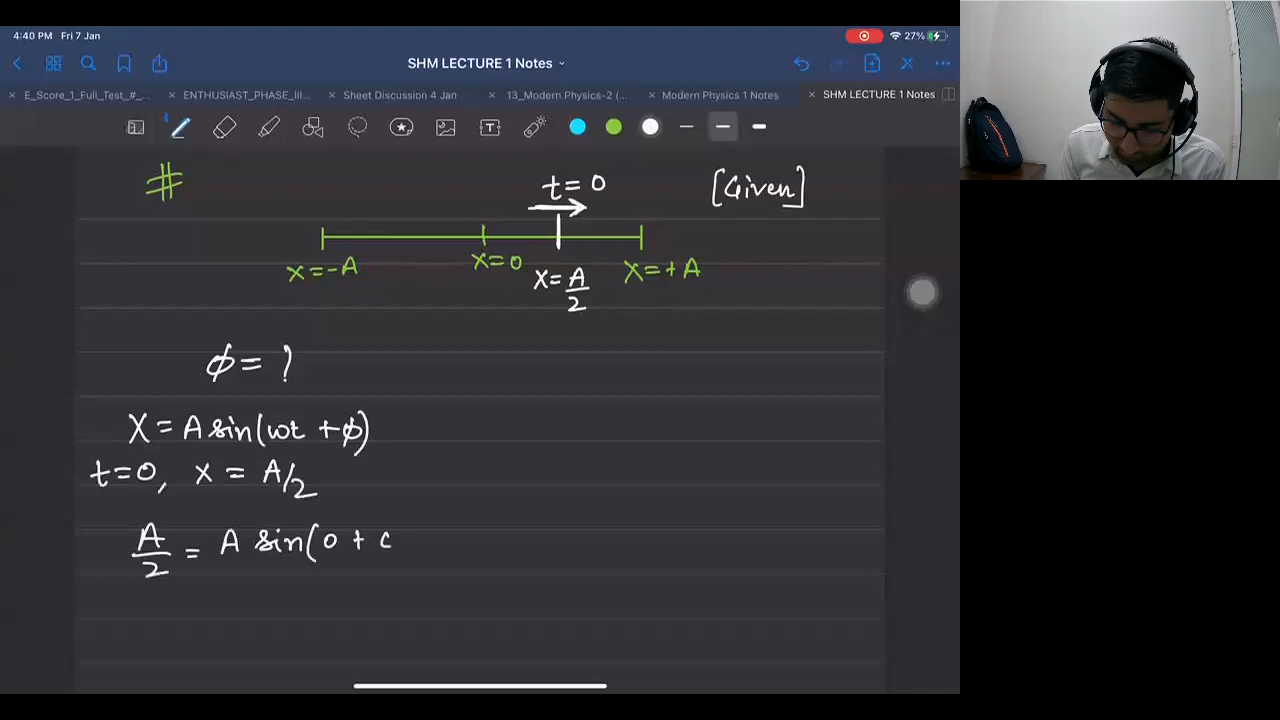 4:40 PM Fri 7 Jan
27%
SHM LECTURE 1 Notes
E_Score_1_Full_Test_#_...
ENTHUSIAST_PHASE_III...
Sheet Discussion 4 Jan
13_Modern Physics-2 (...
Modern Physics 1 Notes
SHM LECTURE 1 Notes
#
t=0
[Given]
x=-A
x=0
x=A/2
x=+A
φ= ?
x = A sin(ωt +φ)
t=0, x = A/2
A/2 = A sin(0 + c